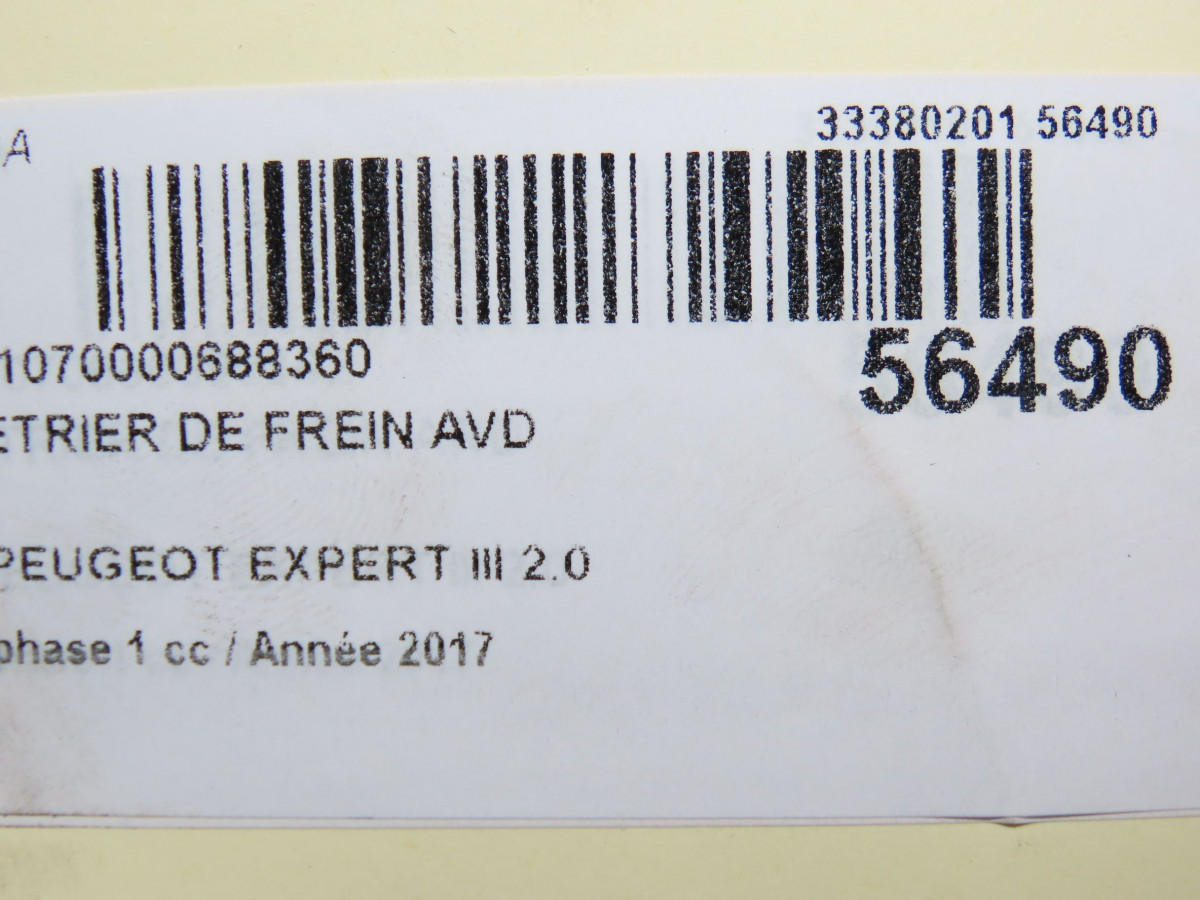 A
33380201 56490
1070000688360
56490
ETRIER DE FREIN AVD
PEUGEOT EXPERT III 2.0
phase 1 cc / Année 2017